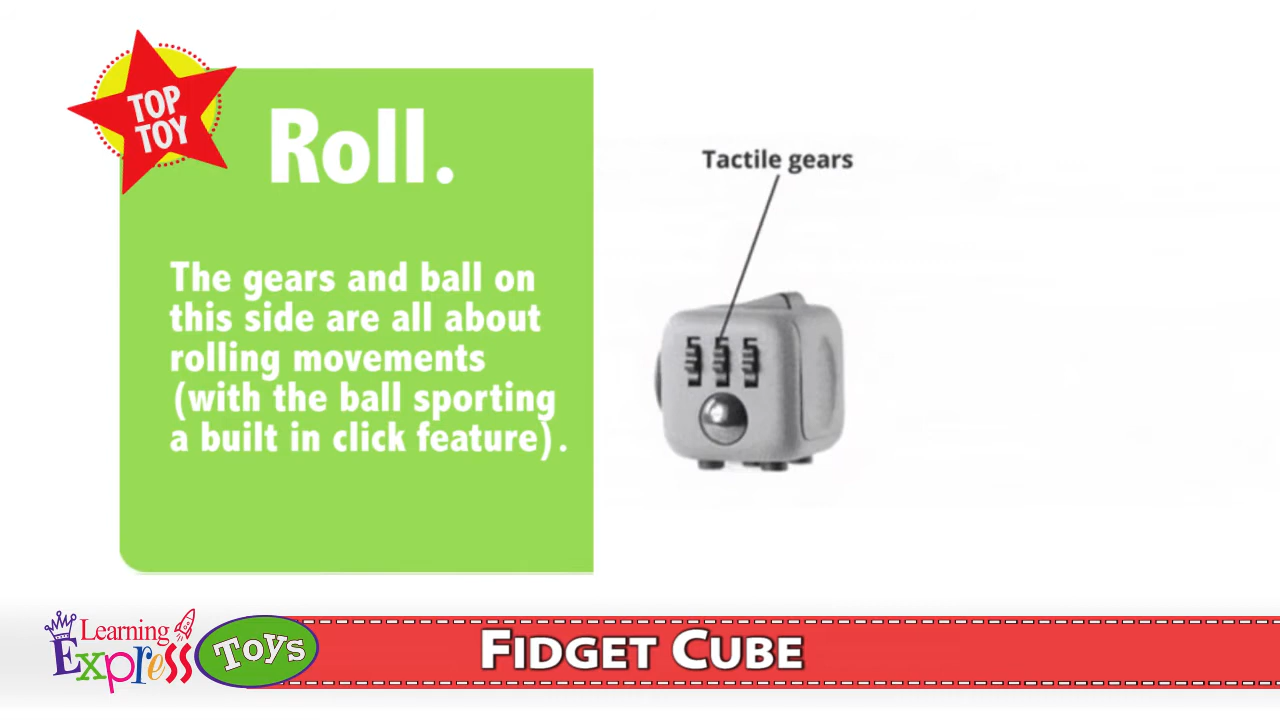 TOP
TOY
Roll.
The gears and ball on
this side are all about
rolling movements
(with the ball sporting
a built in click feature).
Tactile gears
Learning
Express
Toys
FIDGET CUBE